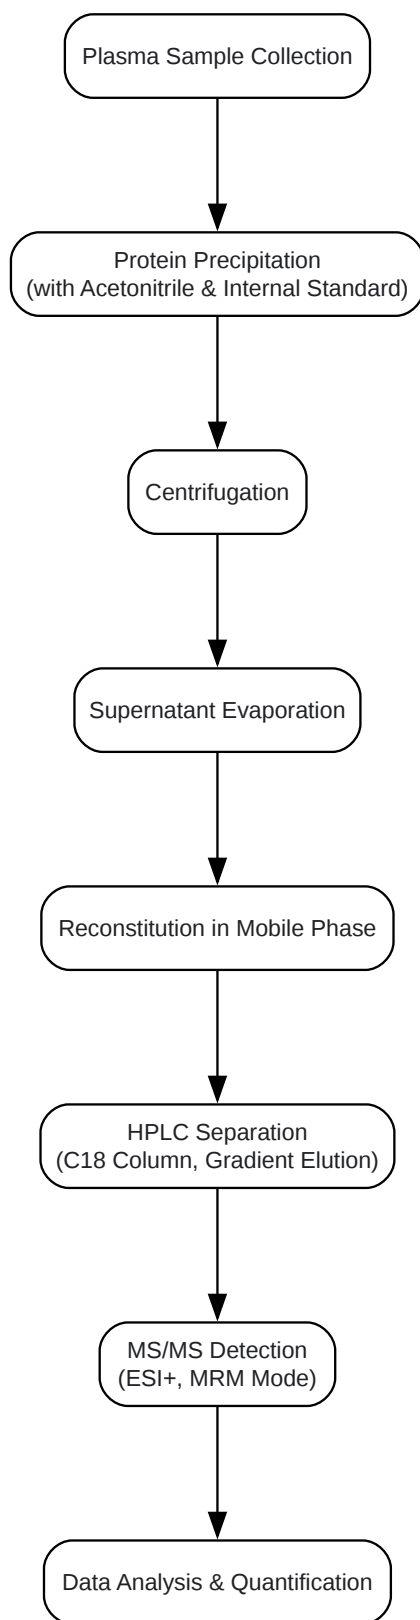 Plasma Sample Collection
Protein Precipitation
(with Acetonitrile & Internal Standard)
Centrifugation
Supernatant Evaporation
Reconstitution in Mobile Phase
HPLC Separation
(C18 Column, Gradient Elution)
MS/MS Detection
(ESI+, MRM Mode)
Data Analysis & Quantification